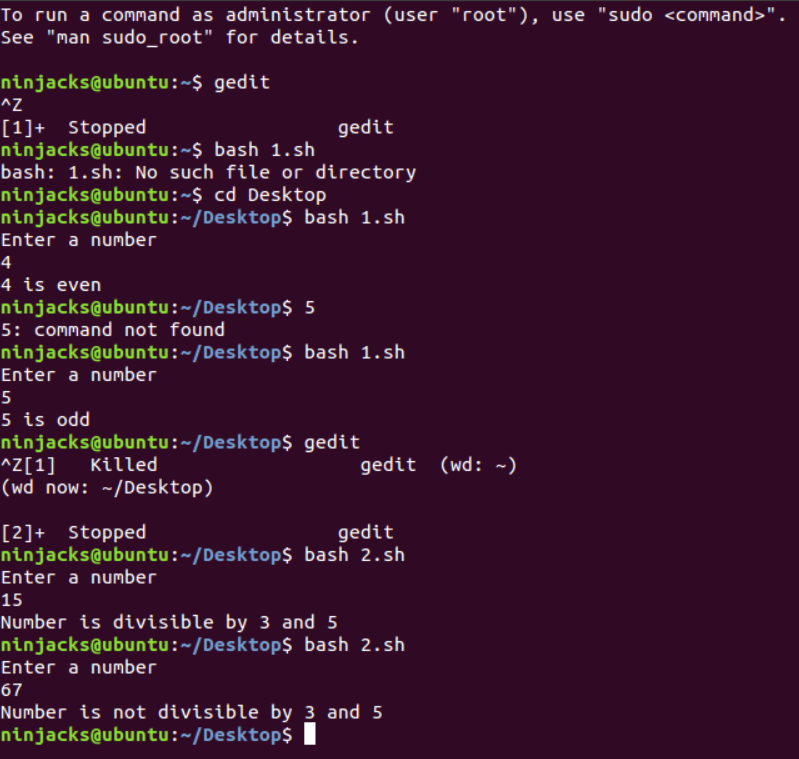 To run a command as administrator (user "root"), use "sudo <command>".
See "man sudo_root" for details.
ninjacks@ubuntu:~$ gedit
^Z
[1]+  Stopped                 gedit
ninjacks@ubuntu:~$ bash 1.sh
bash: 1.sh: No such file or directory
ninjacks@ubuntu:~$ cd Desktop
ninjacks@ubuntu:~/Desktop$ bash 1.sh
Enter a number
4
4 is even
ninjacks@ubuntu:~/Desktop$ 5
5: command not found
ninjacks@ubuntu:~/Desktop$ bash 1.sh
Enter a number
5
5 is odd
ninjacks@ubuntu:~/Desktop$ gedit
^Z[1]   Killed                  gedit  (wd: ~)
(wd now: ~/Desktop)
[2]+  Stopped                 gedit
ninjacks@ubuntu:~/Desktop$ bash 2.sh
Enter a number
15
Number is divisible by 3 and 5
ninjacks@ubuntu:~/Desktop$ bash 2.sh
Enter a number
67
Number is not divisible by 3 and 5
ninjacks@ubuntu:~/Desktop$